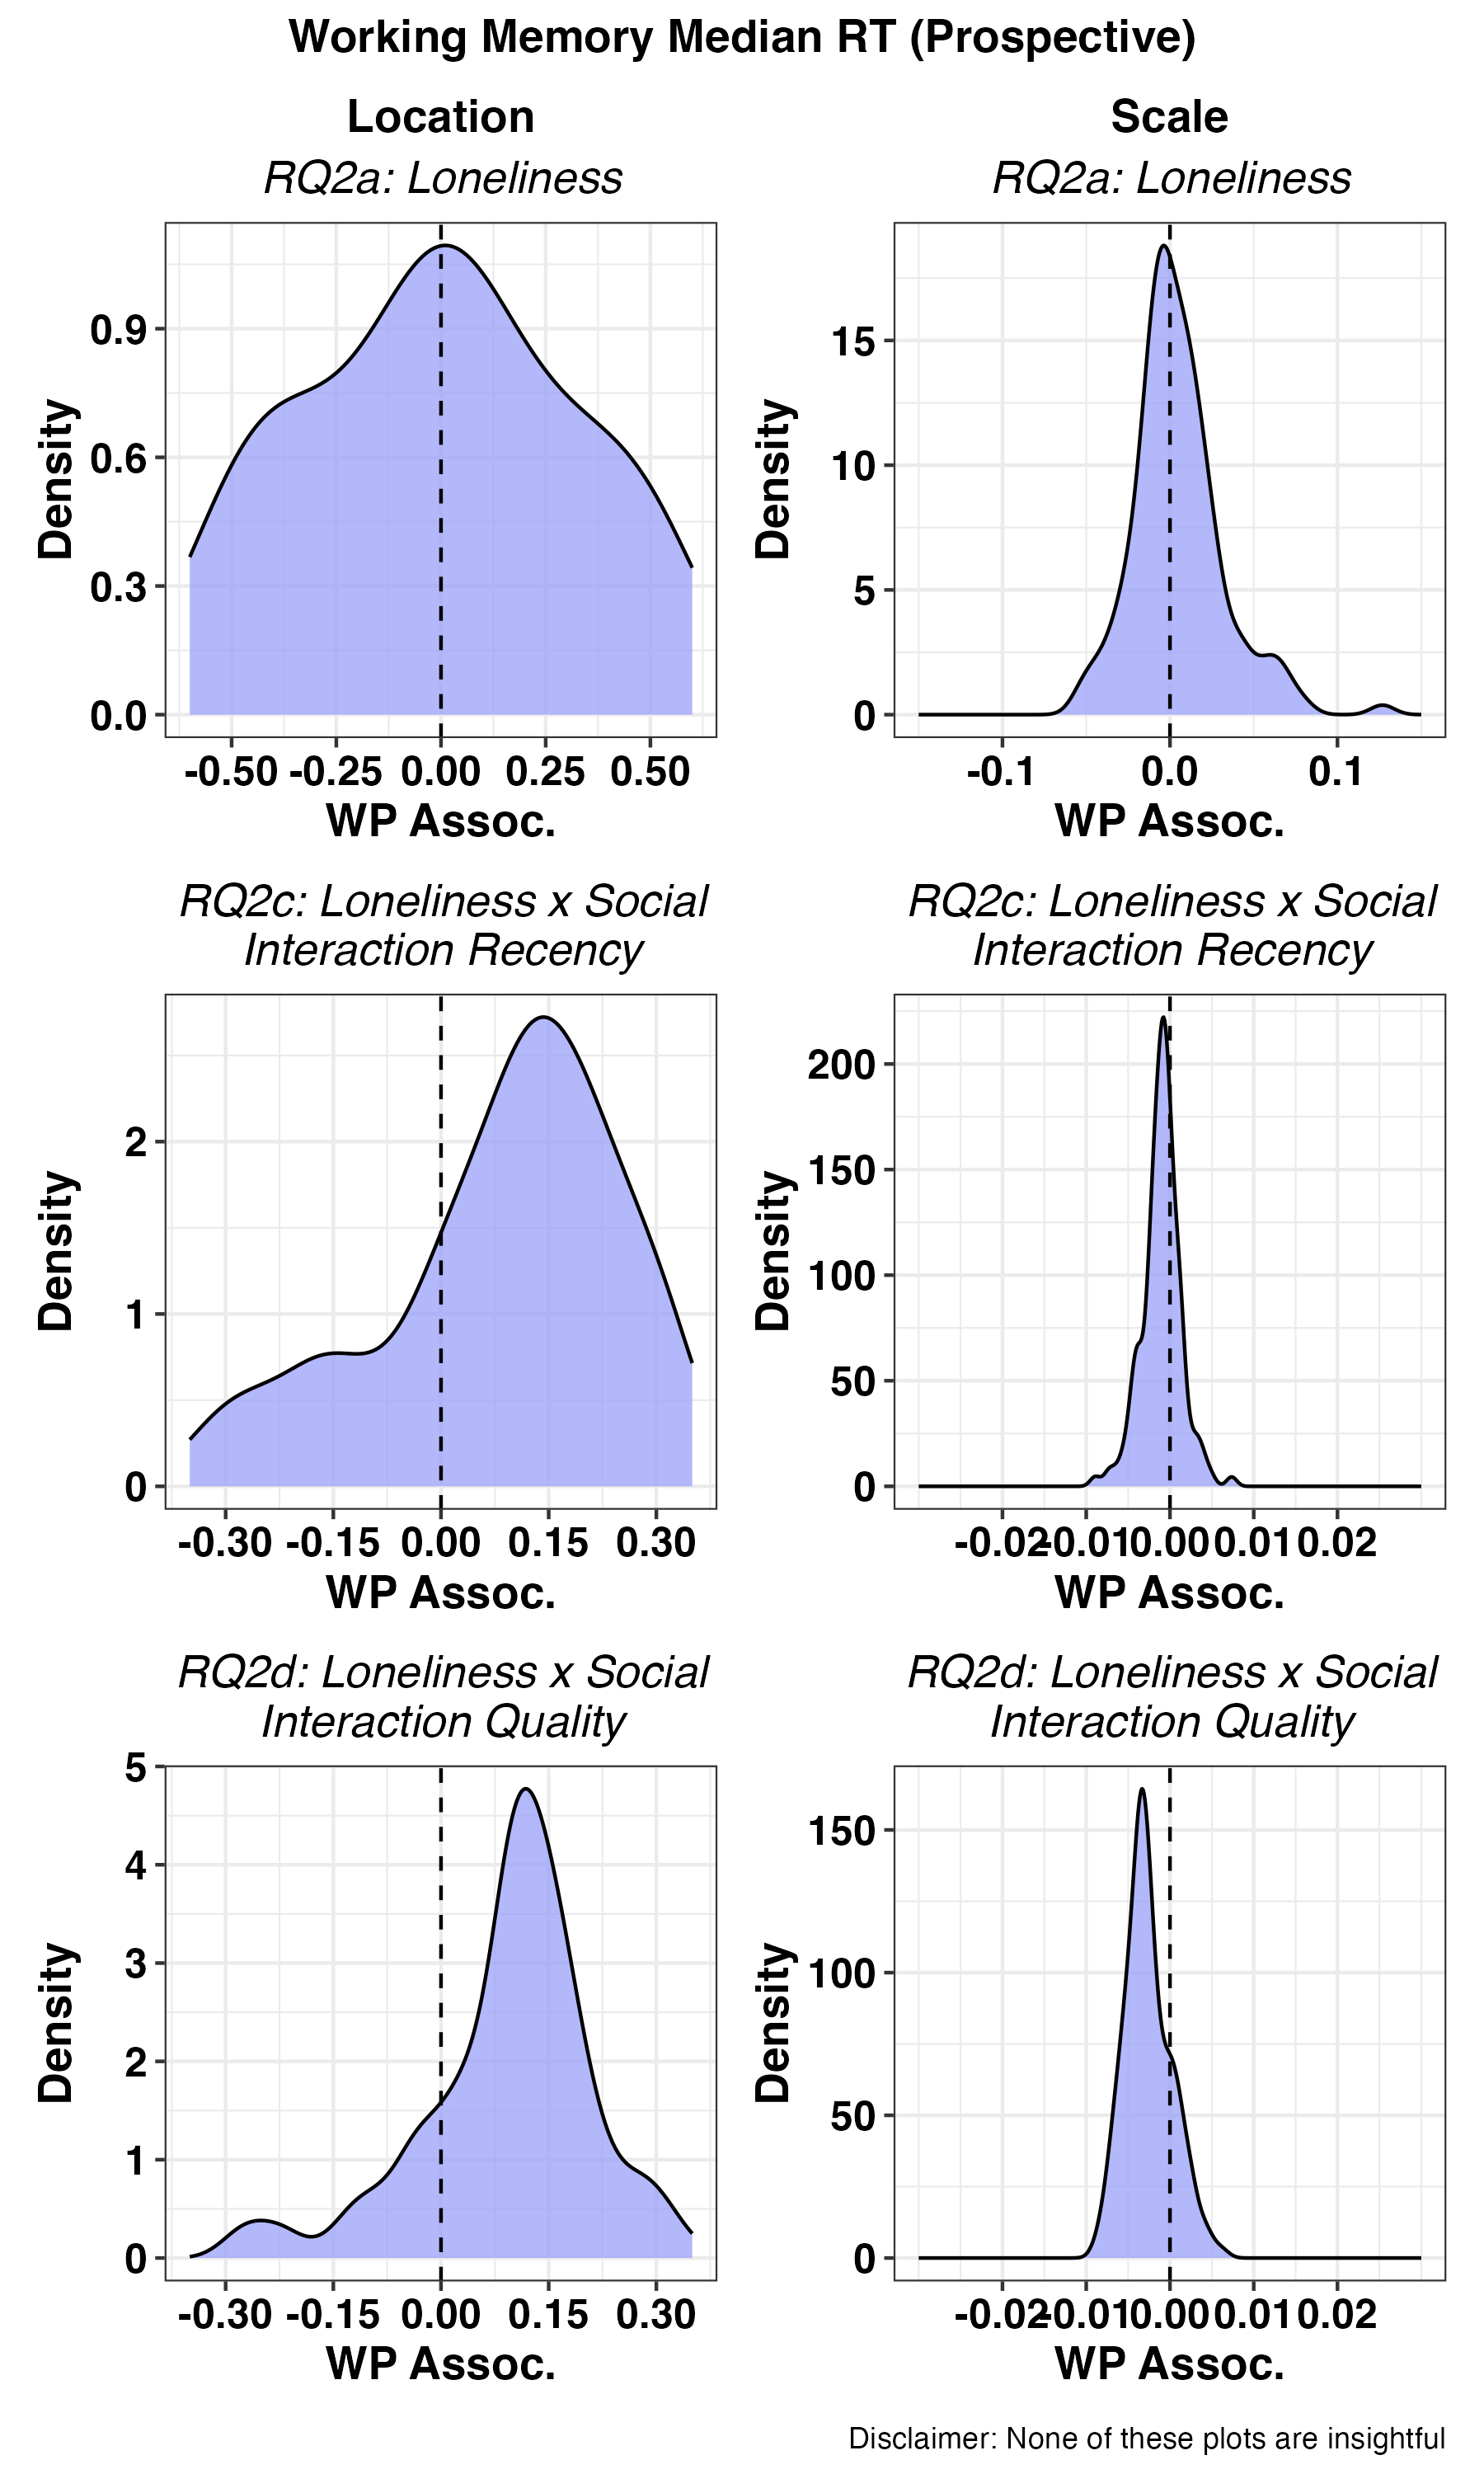 Working Memory Median RT (Prospective)
Location
RQ2a: Loneliness
Density
0.9
0.6
0.3
0.0
-0.50 -0.25 0.00 0.25 0.50
WP Assoc.
Scale
RQ2a: Loneliness
Density
15
10
5
0
-0.1 0.0 0.1
WP Assoc.
RQ2c: Loneliness x Social
Interaction Recency
Density
2
1
0
-0.30 -0.15 0.00 0.15 0.30
WP Assoc.
RQ2c: Loneliness x Social
Interaction Recency
Density
200
150
100
50
0
-0.02 -0.01 0.00 0.01 0.02
WP Assoc.
RQ2d: Loneliness x Social
Interaction Quality
Density
5
4
3
2
1
0
-0.30 -0.15 0.00 0.15 0.30
WP Assoc.
RQ2d: Loneliness x Social
Interaction Quality
Density
150
100
50
0
-0.02 -0.01 0.00 0.01 0.02
WP Assoc.
Disclaimer: None of these plots are insightful